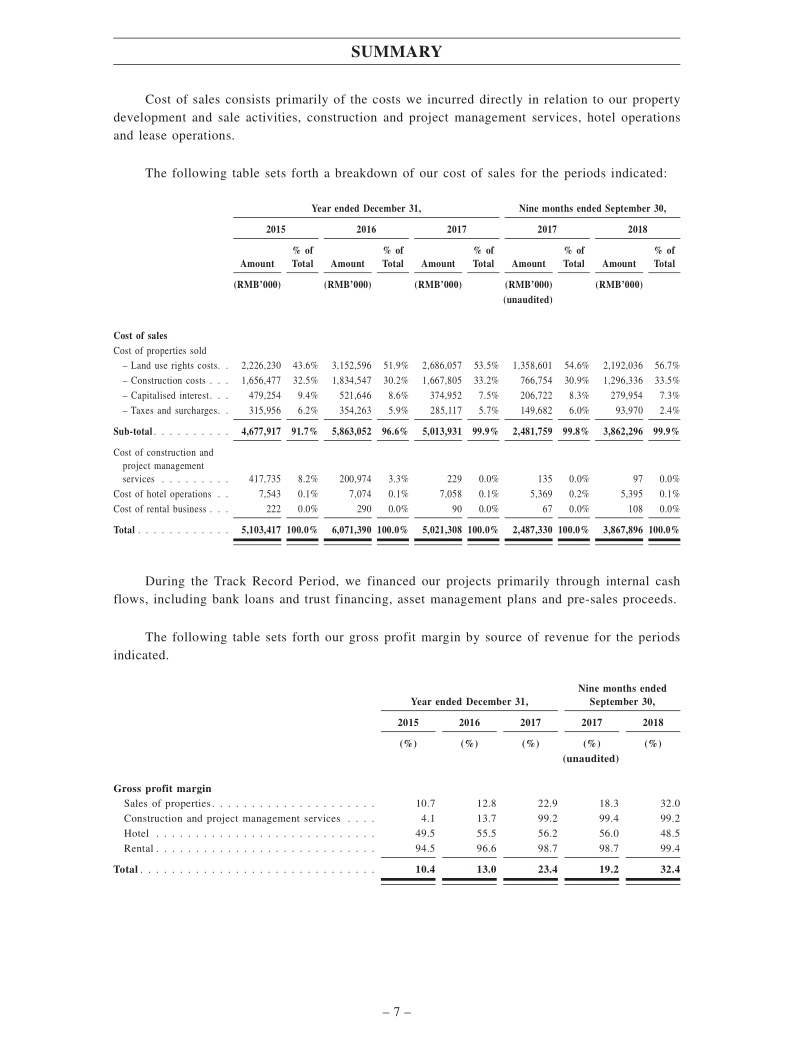 SUMMARY
Cost of sales consists primarily of the costs we incurred directly in relation to our property
development and sale activities, construction and project management services, hotel operations
and lease operations.
The following table sets forth a breakdown of our cost of sales for the periods indicated:
Year ended December 31, Nine months ended September 30,
2015 2016 2017 2017 2018
% of % of % of % of % of
Amount Total Amount Total Amount Total Amount Total Amount Total
(RMB'000) (RMB'000) (RMB'000) (RMB'000) (RMB'000)
(unaudited)
Cost of sales
Cost of properties sold
– Land use rights costs. . 2,226,230 43.6% 3,152,596 51.9% 2,686,057 53.5% 1,358,601 54.6% 2,192,036 56.7%
– Construction costs . . . 1,656,477 32.5% 1,834,547 30.2% 1,667,805 33.2% 766,754 30.9% 1,296,336 33.5%
– Capitalised interest. . . 479,254 9.4% 521,646 8.6% 374,952 7.5% 206,722 8.3% 279,954 7.3%
– Taxes and surcharges. . 315,956 6.2% 354,263 5.9% 285,117 5.7% 149,682 6.0% 93,970 2.4%
Sub-total. . . . . . . . . . 4,677,917 91.7% 5,863,052 96.6% 5,013,931 99.9% 2,481,759 99.8% 3,862,296 99.9%
Cost of construction and
project management
services . . . . . . . . . 417,735 8.2% 200,974 3.3% 229 0.0% 135 0.0% 97 0.0%
Cost of hotel operations . . 7,543 0.1% 7,074 0.1% 7,058 0.1% 5,369 0.2% 5,395 0.1%
Cost of rental business . . . 222 0.0% 290 0.0% 90 0.0% 67 0.0% 108 0.0%
Total . . . . . . . . . . . . 5,103,417 100.0% 6,071,390 100.0% 5,021,308 100.0% 2,487,330 100.0% 3,867,896 100.0%
During the Track Record Period, we financed our projects primarily through internal cash
flows, including bank loans and trust financing, asset management plans and pre-sales proceeds.
The following table sets forth our gross profit margin by source of revenue for the periods
indicated.
Nine months ended
Year ended December 31, September 30,
2015 2016 2017 2017 2018
(%) (%) (%) (%) (%)
(unaudited)
Gross profit margin
Sales of properties. . . . . . . . . . . . . . . . . . . . . 10.7 12.8 22.9 18.3 32.0
Construction and project management services . . . . 4.1 13.7 99.2 99.4 99.2
Hotel . . . . . . . . . . . . . . . . . . . . . . . . . . . . 49.5 55.5 56.2 56.0 48.5
Rental . . . . . . . . . . . . . . . . . . . . . . . . . . . . 94.5 96.6 98.7 98.7 99.4
Total . . . . . . . . . . . . . . . . . . . . . . . . . . . . . . 10.4 13.0 23.4 19.2 32.4
– 7 –